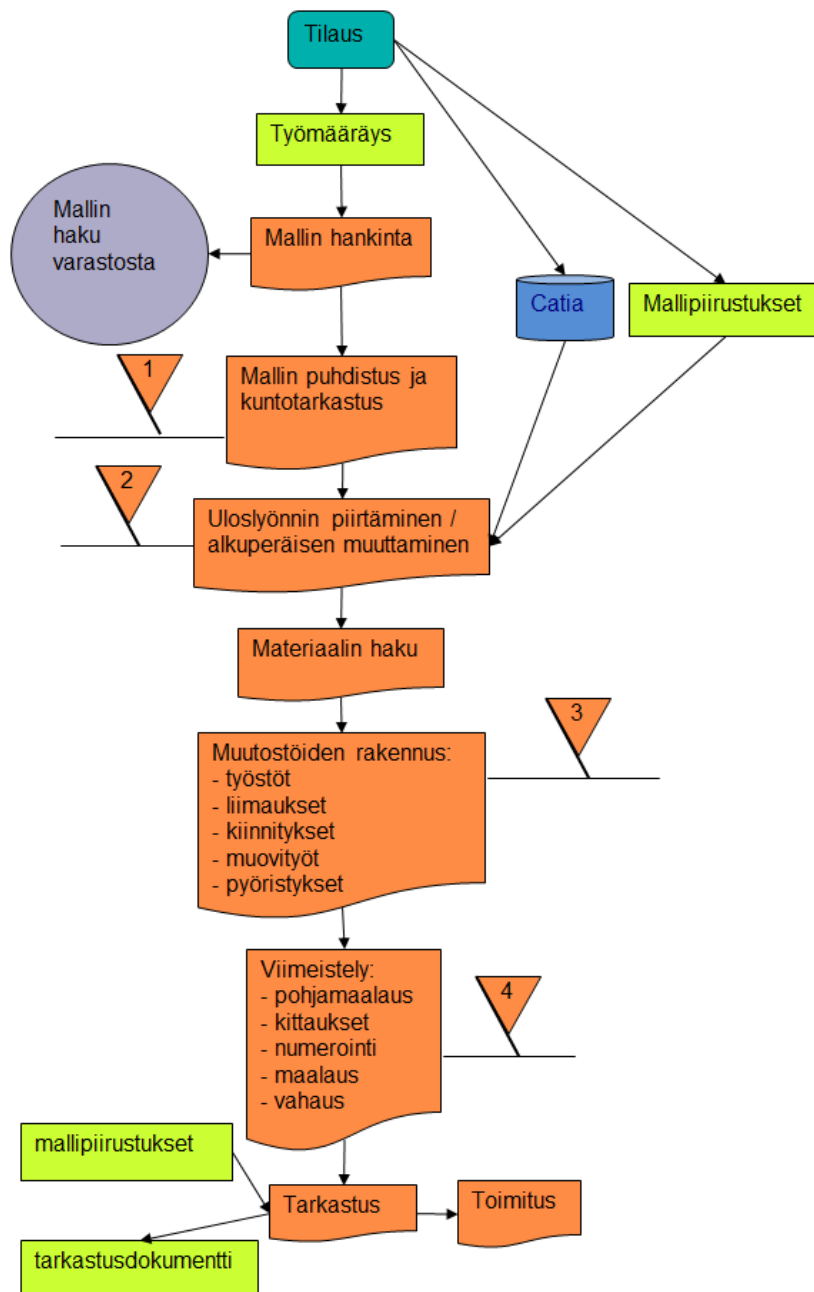 Tilaus
Työmääräys
Mallin
haku
varastosta
Mallin hankinta
Catia
Mallipiirustukset
1
Mallin puhdistus ja
kuntotarkastus
2
Uloslyönnin piirtäminen /
alkuperäisen muuttaminen
Materiaalin haku
3
Muutostöiden rakennus:
- työstöt
- liimaukset
- kiinnitykset
- muovityöt
- pyöristykset
4
Viimeistely:
- pohjamaalaus
- kittaukset
- numerointi
- maalaus
- vahaus
mallipiirustukset
Tarkastus
Toimitus
tarkastusdokumentti